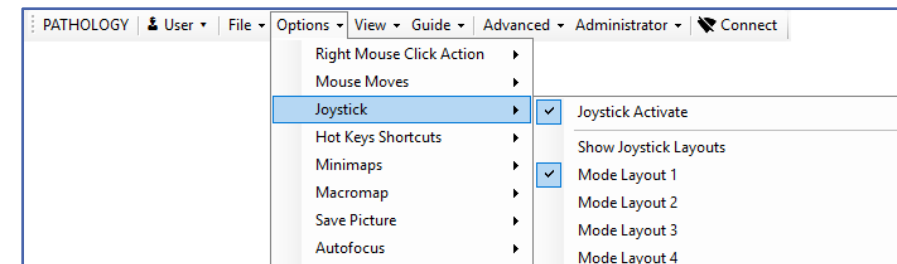 PATHOLOGY User File Options View Guide Advanced Administrator Connect
Right Mouse Click Action
Mouse Moves
Joystick
Joystick Activate
Hot Keys Shortcuts
Show Joystick Layouts
Minimaps
Mode Layout 1
Macromap
Mode Layout 2
Save Picture
Mode Layout 3
Autofocus
Mode Layout 4